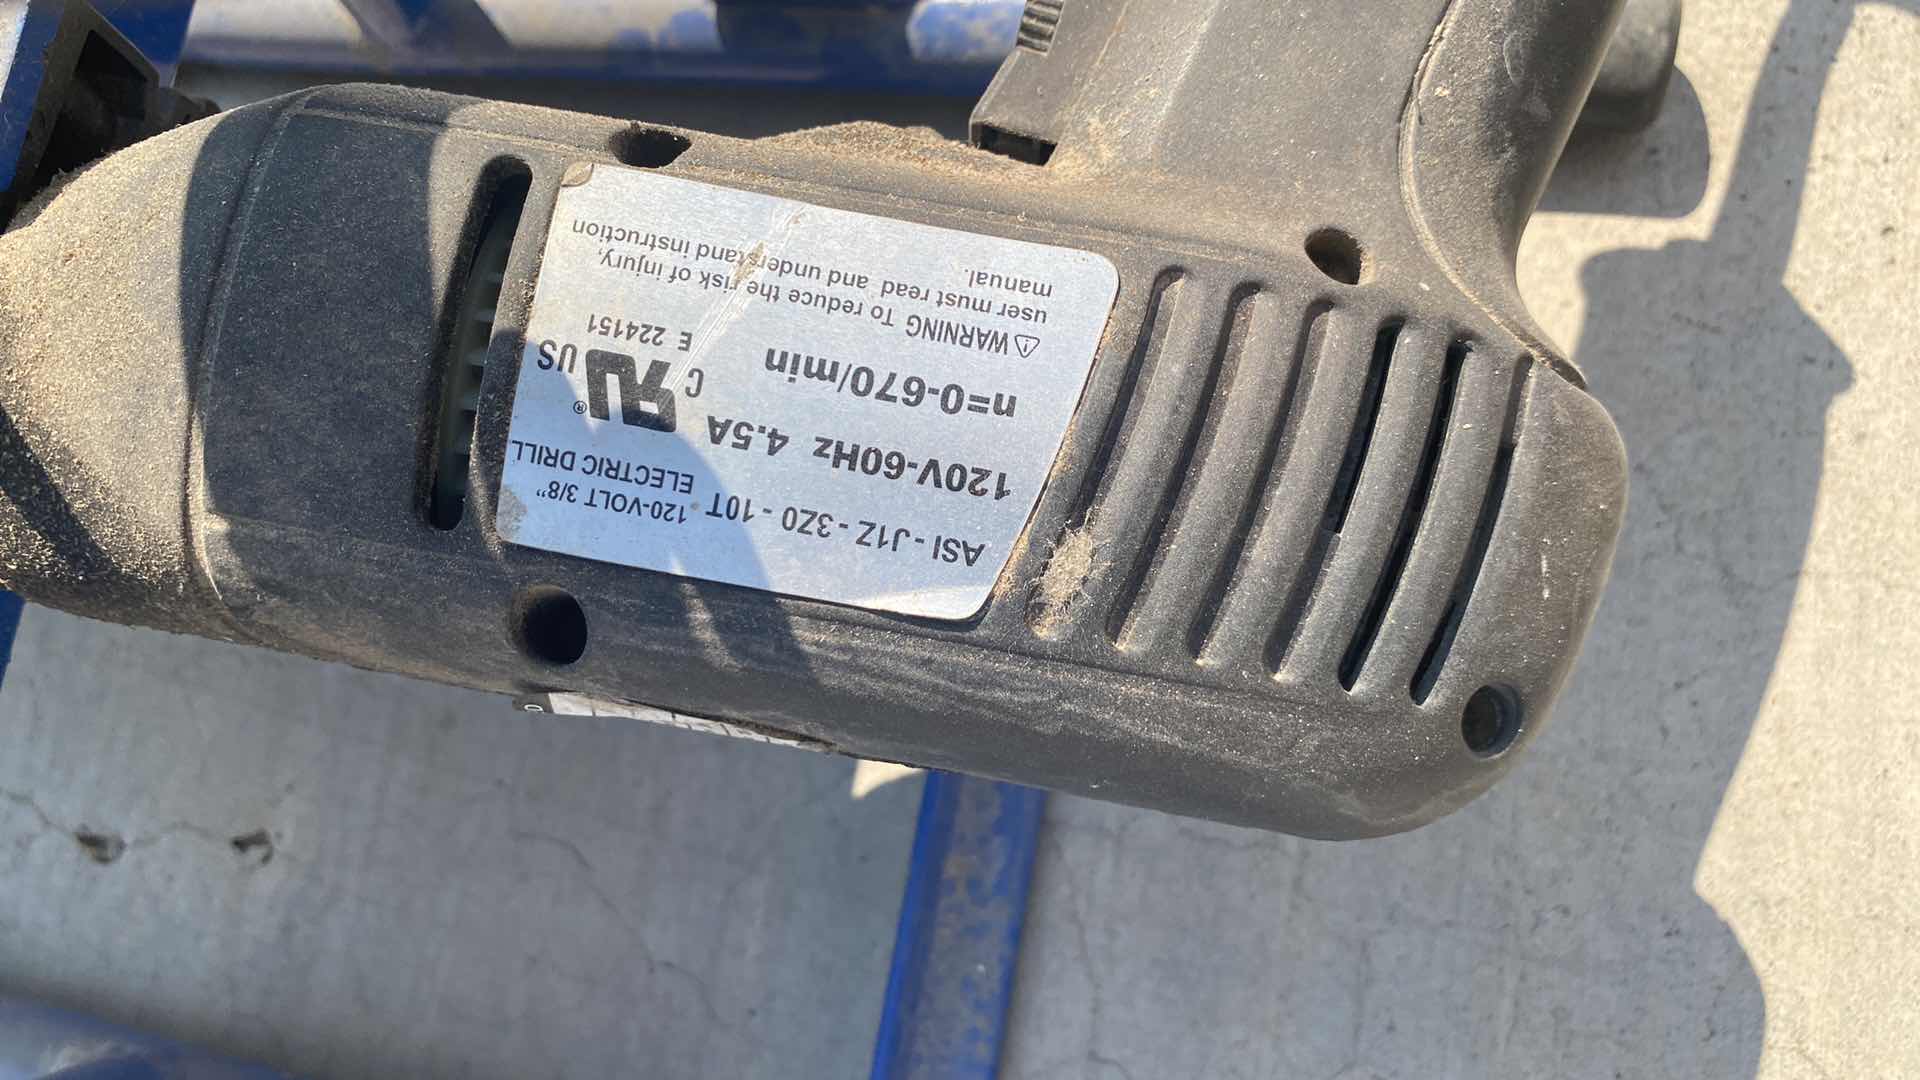 ASI - J1Z - 3Z0 - 10T
120-VOLT 3/8”
ELECTRIC DRILL
120V-60Hz 4.5A
n=0-670/min
C RU ® US
E 224151
⚠WARNING To reduce the risk of injury,
user must read and understand instruction
manual.